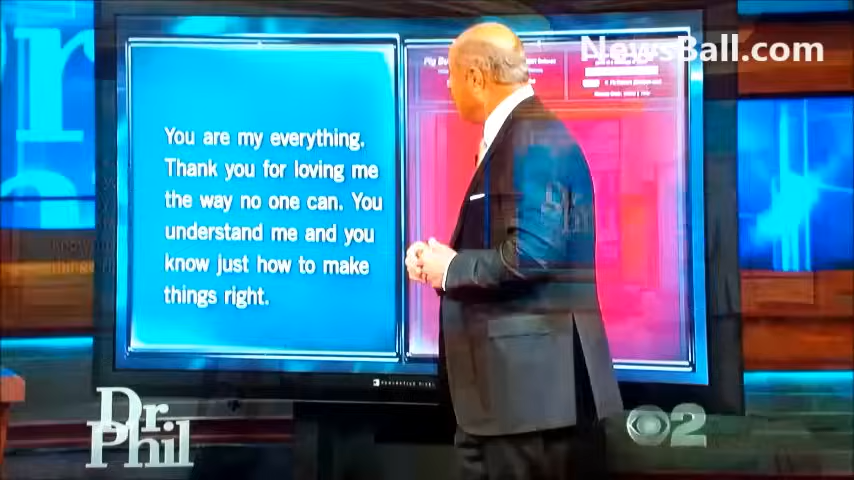 Dr
NewsBall.com
You are my everything.
Thank you for loving me
the way no one can. You
understand me and you
know just how to make
things right.
Dr.
Phil
2